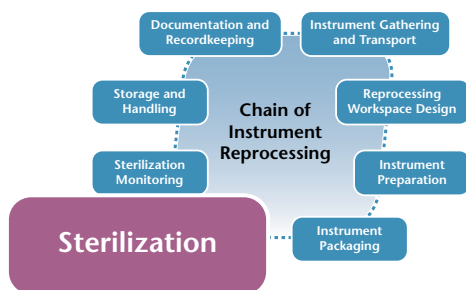 Documentation and
Recordkeeping
Instrument Gathering
and Transport
Storage and
Handling
Chain of
Instrument
Reprocessing
Reprocessing
Workspace Design
Sterilization
Monitoring
Instrument
Preparation
Sterilization
Instrument
Packaging